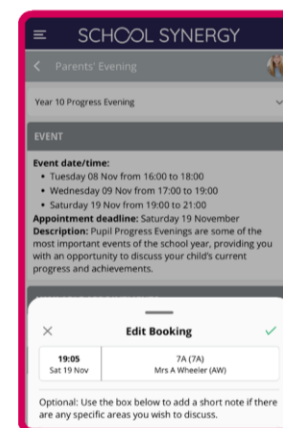 SCHOOL SYNERGY
Parents' Evening
Year 10 Progress Evening
EVENT
Event date/time:
• Tuesday 08 Nov from 16:00 to 18:00
• Wednesday 09 Nov from 17:00 to 19:00
• Saturday 19 Nov from 19:00 to 21:00
Appointment deadline: Saturday 19 November
Description: Pupil Progress Evenings are some of the
most important events of the school year, providing you
with an opportunity to discuss your child's current
progress and achievements.
Edit Booking
19:05
7A (7A)
Sat 19 Nov
Mrs A Wheeler (AW)
Optional: Use the box below to add a short note if there
are any specific areas you wish to discuss.